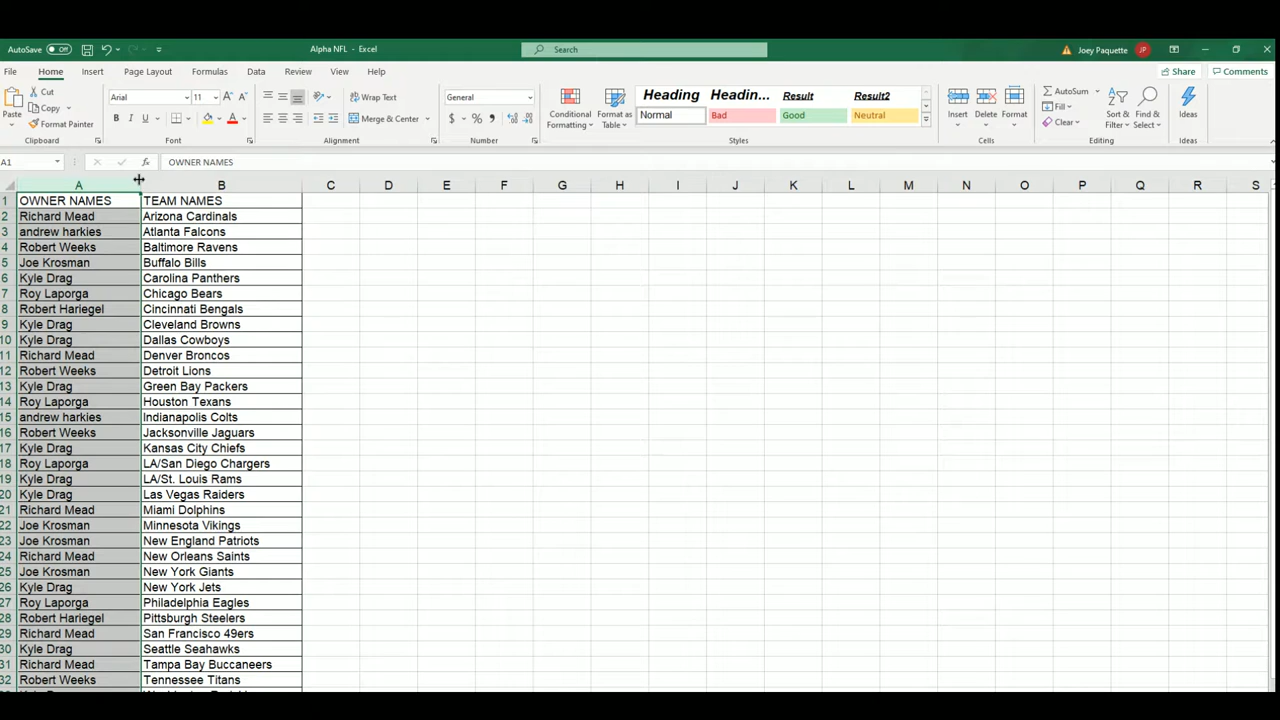 AutoSave Off Alpha NFL - Excel Search Joey Paquette JP
File Home Insert Page Layout Formulas Data Review View Help Share Comments
Cut Arial 11 Wrap Text General Heading Headin... Result Result2 AutoSum
Copy Fill
Paste Format Painter B I U Merge & Center $ % Conditional Formatting Format as Table Normal Bad Good Neutral Insert Delete Format Clear Sort & Filter Find & Select Ideas
Clipboard Font Alignment Number Styles Cells Editing Ideas
A1 fx OWNER NAMES
A B C D E F G H I J K L M N O P Q R S
1 OWNER NAMES TEAM NAMES
2 Richard Mead Arizona Cardinals
3 andrew harkies Atlanta Falcons
4 Robert Weeks Baltimore Ravens
5 Joe Krosman Buffalo Bills
6 Kyle Drag Carolina Panthers
7 Roy Laporga Chicago Bears
8 Robert Hariegel Cincinnati Bengals
9 Kyle Drag Cleveland Browns
10 Kyle Drag Dallas Cowboys
11 Richard Mead Denver Broncos
12 Robert Weeks Detroit Lions
13 Kyle Drag Green Bay Packers
14 Roy Laporga Houston Texans
15 andrew harkies Indianapolis Colts
16 Robert Weeks Jacksonville Jaguars
17 Kyle Drag Kansas City Chiefs
18 Roy Laporga LA/San Diego Chargers
19 Kyle Drag LA/St. Louis Rams
20 Kyle Drag Las Vegas Raiders
21 Richard Mead Miami Dolphins
22 Joe Krosman Minnesota Vikings
23 Joe Krosman New England Patriots
24 Richard Mead New Orleans Saints
25 Joe Krosman New York Giants
26 Kyle Drag New York Jets
27 Roy Laporga Philadelphia Eagles
28 Robert Hariegel Pittsburgh Steelers
29 Richard Mead San Francisco 49ers
30 Kyle Drag Seattle Seahawks
31 Richard Mead Tampa Bay Buccaneers
32 Robert Weeks Tennessee Titans